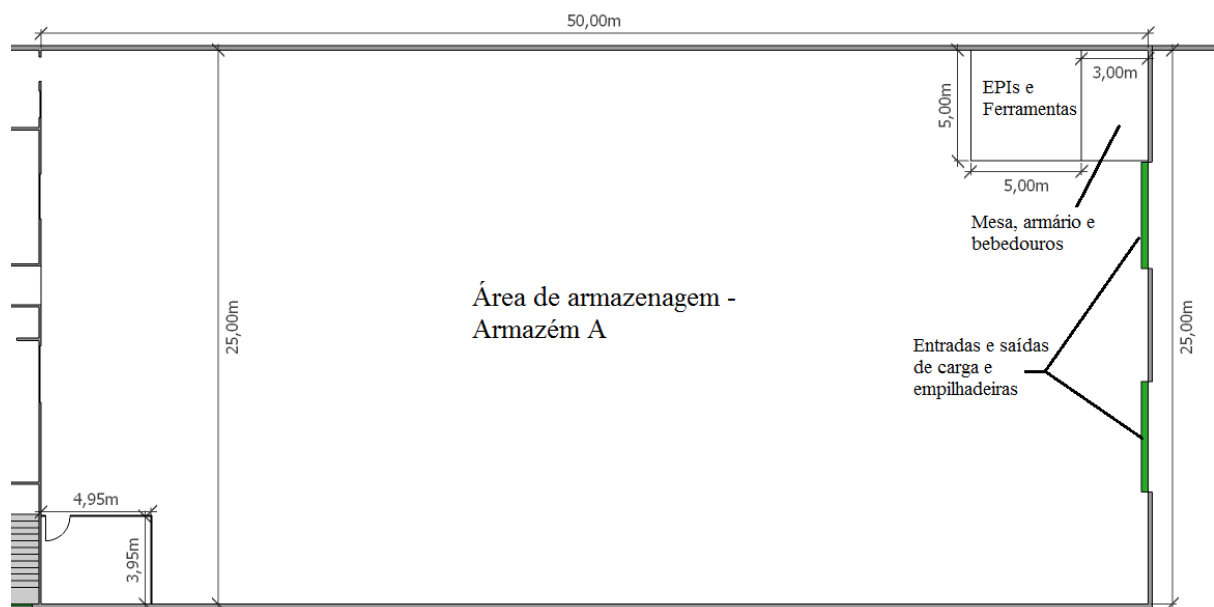 50,00m
3,00m
EPIs e
Ferramentas
5,00m
5,00m
Mesa, armário e
bebedouros
Área de armazenagem -
Armazém A
25,00m
25,00m
Entradas e saídas
de carga e
empilhadeiras
4,95m
3,95m